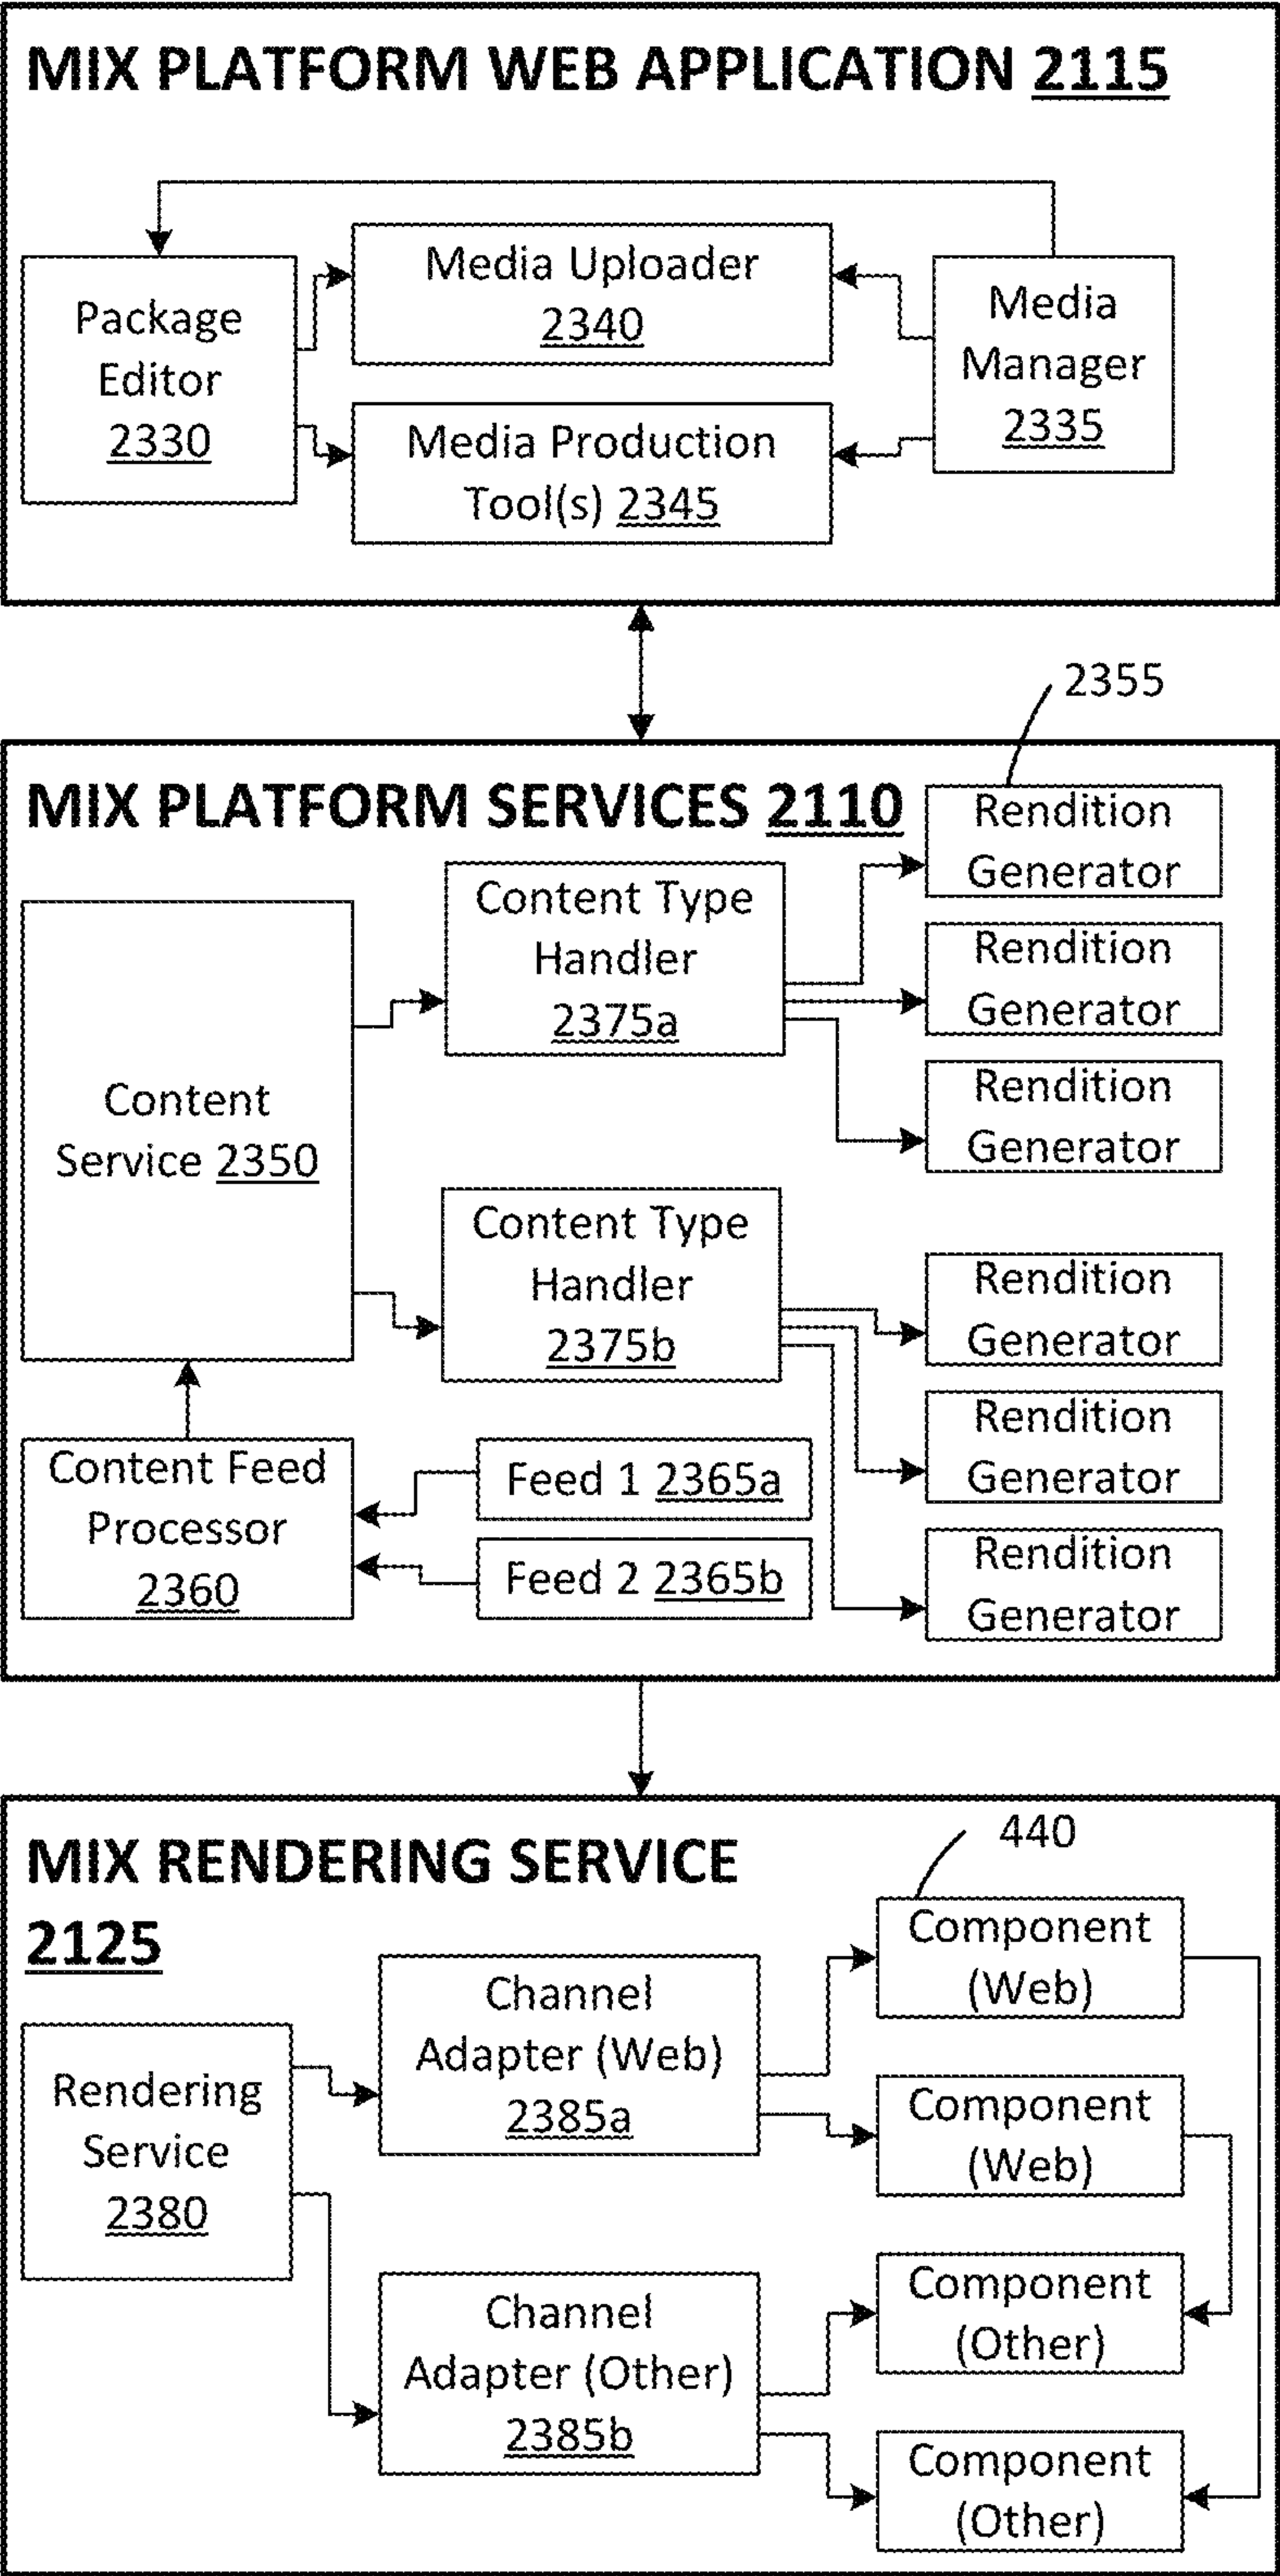 MIX PLATFORM WEB APPLICATION 2115
Package
Editor
2330
Media Uploader
2340
Media Production
Tool(s) 2345
Media
Manager
2335
2355
MIX PLATFORM SERVICES 2110
Content
Service 2350
Content Type
Handler
2375a
Rendition
Generator
Rendition
Generator
Rendition
Generator
Content Type
Handler
2375b
Rendition
Generator
Rendition
Generator
Rendition
Generator
Content Feed
Processor
2360
Feed 1 2365a
Feed 2 2365b
MIX RENDERING SERVICE
2125
440
Rendering
Service
2380
Channel
Adapter (Web)
2385a
Component
(Web)
Component
(Web)
Channel
Adapter (Other)
2385b
Component
(Other)
Component
(Other)